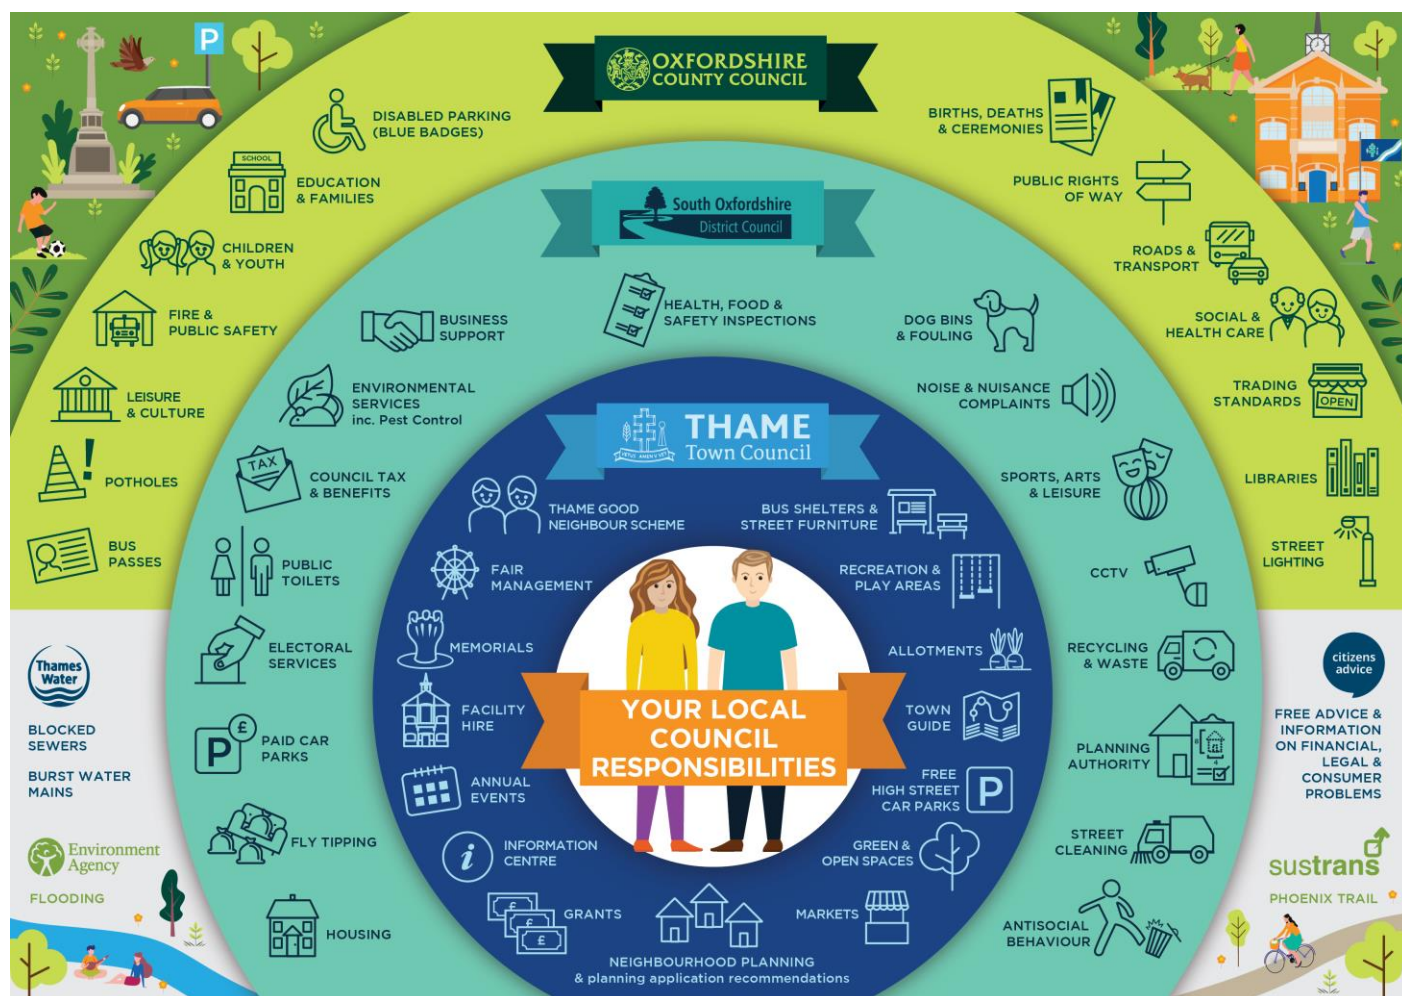 P
OXFORDSHIRE
COUNTY COUNCIL
DISABLED PARKING
(BLUE BADGES)
SCHOOL
EDUCATION
& FAMILIES
CHILDREN
& YOUTH
FIRE &
PUBLIC SAFETY
LEISURE
& CULTURE
POTHOLES
!
BUS
PASSES
BIRTHS, DEATHS
& CEREMONIES
PUBLIC RIGHTS
OF WAY
ROADS &
TRANSPORT
SOCIAL &
HEALTH CARE
TRADING
STANDARDS
OPEN
LIBRARIES
STREET
LIGHTING
South Oxfordshire
District Council
HEALTH, FOOD &
SAFETY INSPECTIONS
BUSINESS
SUPPORT
ENVIRONMENTAL
SERVICES
inc. Pest Control
TAX
COUNCIL TAX
& BENEFITS
PUBLIC
TOILETS
ELECTORAL
SERVICES
P £
PAID CAR
PARKS
FLY TIPPING
HOUSING
DOG BINS
& FOULING
NOISE & NUISANCE
COMPLAINTS
SPORTS, ARTS
& LEISURE
CCTV
RECYCLING
& WASTE
PLANNING
AUTHORITY
STREET
CLEANING
ANTISOCIAL
BEHAVIOUR
THAME
Town Council
THAME GOOD
NEIGHBOUR SCHEME
FAIR
MANAGEMENT
MEMORIALS
FACILITY
HIRE
ANNUAL
EVENTS
i
INFORMATION
CENTRE
£
£
£
GRANTS
NEIGHBOURHOOD PLANNING
& planning application recommendations
BUS SHELTERS &
STREET FURNITURE
RECREATION &
PLAY AREAS
ALLOTMENTS
TOWN
GUIDE
FREE
HIGH STREET
CAR PARKS
P
GREEN &
OPEN SPACES
MARKETS
YOUR LOCAL
COUNCIL
RESPONSIBILITIES
Thames
Water
BLOCKED
SEWERS
BURST WATER
MAINS
Environment
Agency
FLOODING
citizens
advice
FREE ADVICE &
INFORMATION
ON FINANCIAL,
LEGAL &
CONSUMER
PROBLEMS
sustrans
PHOENIX TRAIL